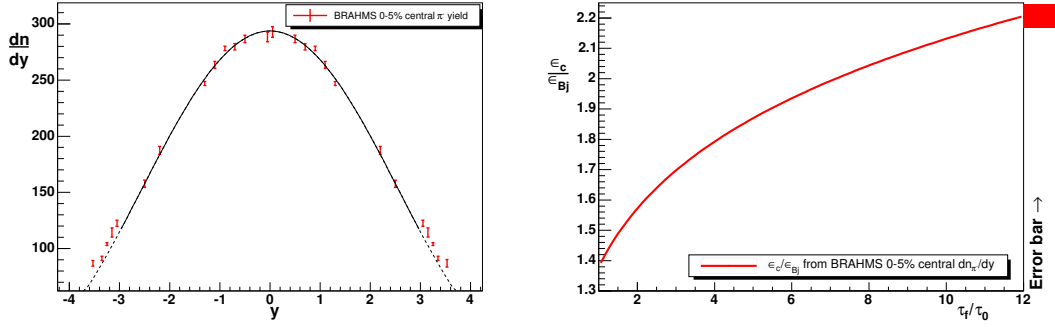 300
250
200
150
100
dn
dy
BRAHMS 0-5% central π⁻ yield
-4 -3 -2 -1 0 1 2 3 4
y
2.2
2.1
2
1.9
1.8
1.7
1.6
1.5
1.4
1.3
ϵc
ϵBj
ϵc/ϵBj from BRAHMS 0-5% central dnπ/dy
2 4 6 8 10 12
τf/τ0
Error bar →